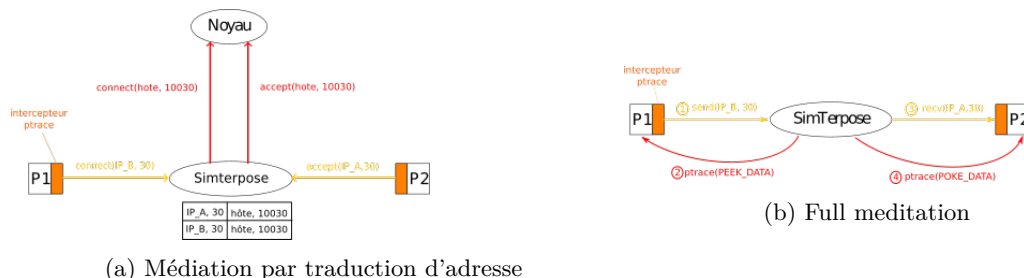 Noyau
connect(hote, 10030)
accept(hote, 10030)
intercepteur
ptrace
P1
connect(IP_B, 30)
Simterpose
accept(IP_A,30)
P2
IP_A, 30 hôte, 10030
IP_B, 30 hôte, 10030
(a) Médiation par traduction d'adresse
intercepteur
ptrace
P1
1 send(IP_B, 30)
SimTerpose
3 recv(IP_A,30)
P2
2 ptrace(PEEK_DATA)
4 ptrace(POKE_DATA)
(b) Full meditation